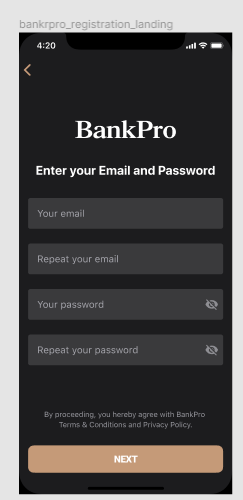 bankrpro_registration_landing
4:20
BankPro
Enter your Email and Password
Your email
Repeat your email
Your password
Repeat your password
By proceeding, you hereby agree with BankPro
Terms & Conditions and Privacy Policy.
NEXT